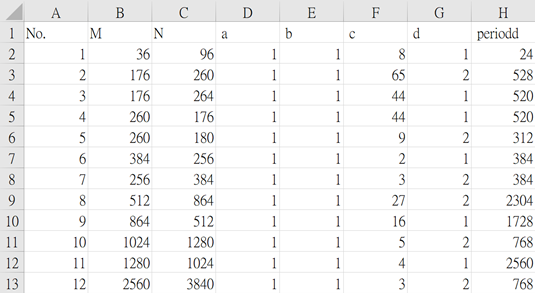 A B C D E F G H
1 No. M N a b c d periodd
2 1 36 96 1 1 8 1 24
3 2 176 260 1 1 65 2 528
4 3 176 264 1 1 44 1 520
5 4 260 176 1 1 44 1 520
6 5 260 180 1 1 9 2 312
7 6 384 256 1 1 2 1 384
8 7 256 384 1 1 3 2 384
9 8 512 864 1 1 27 2 2304
10 9 864 512 1 1 16 1 1728
11 10 1024 1280 1 1 5 2 768
12 11 1280 1024 1 1 4 1 2560
13 12 2560 3840 1 1 3 2 768